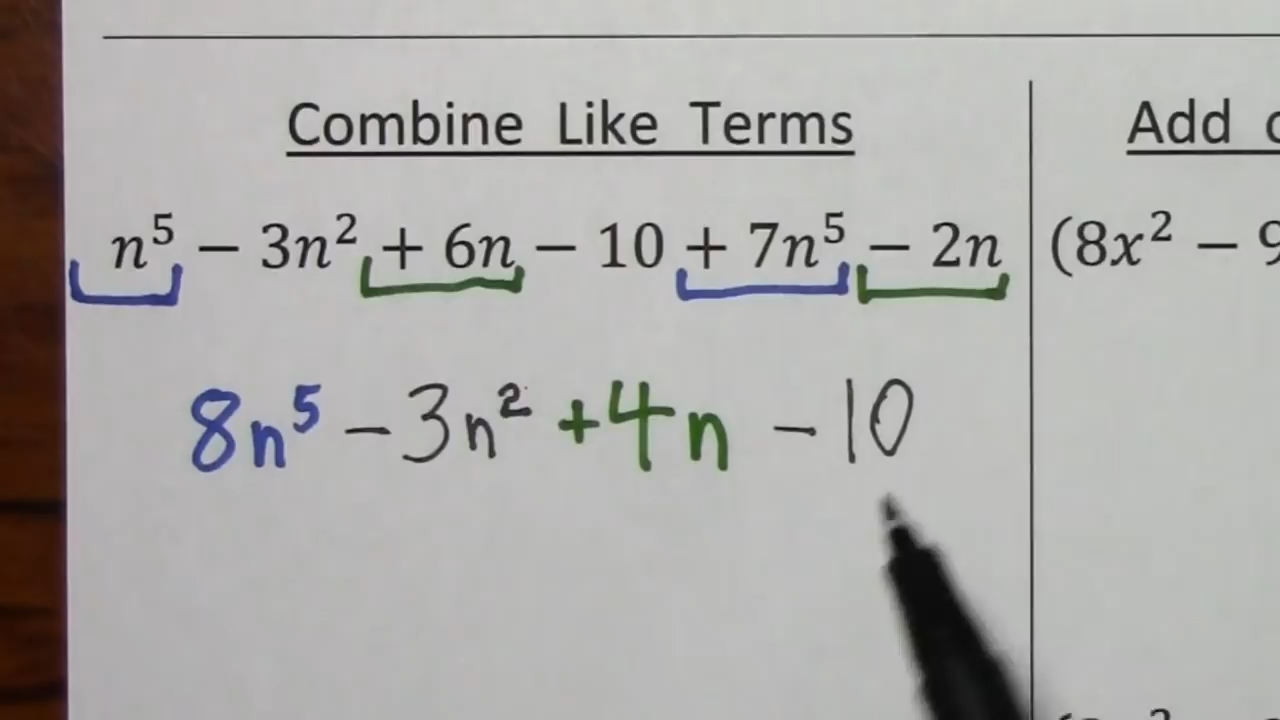 Combine Like Terms
n⁵ − 3n² + 6n − 10 + 7n⁵ − 2n
8n⁵ − 3n² + 4n − 10
Add
(8x² − 9